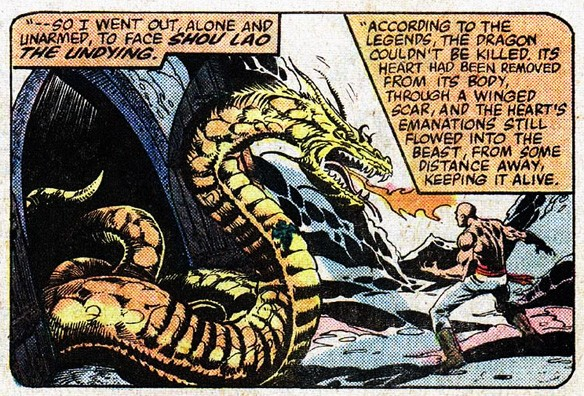 "--SO I WENT OUT, ALONE AND
UNARMED, TO FACE SHOU LAO
THE UNDYING.
"ACCORDING TO THE
LEGENDS, THE DRAGON
COULDN'T BE KILLED. ITS
HEART HAD BEEN REMOVED
FROM ITS BODY,
THROUGH A WINGED
SCAR, AND THE HEART'S
EMANATIONS STILL
FLOWED INTO THE
BEAST, FROM SOME
DISTANCE AWAY,
KEEPING IT ALIVE.